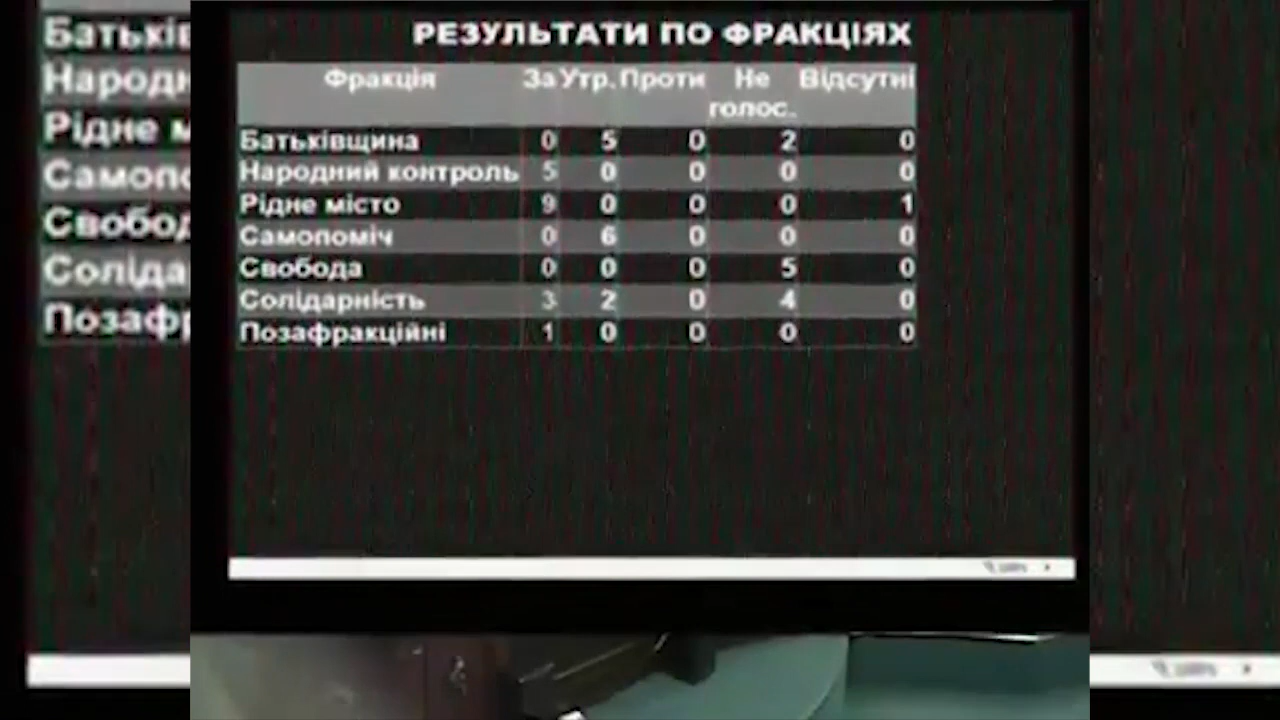 РЕЗУЛЬТАТИ ПО ФРАКЦІЯХ
Фракція За Утр. Проти Не голос. Відсутні
Батьківщина 0 5 0 2 0
Народний контроль 5 0 0 0 0
Рідне місто 9 0 0 0 1
Самопоміч 0 6 0 0 0
Свобода 0 0 0 5 0
Солідарність 3 2 0 4 0
Позафракційні 1 0 0 0 0